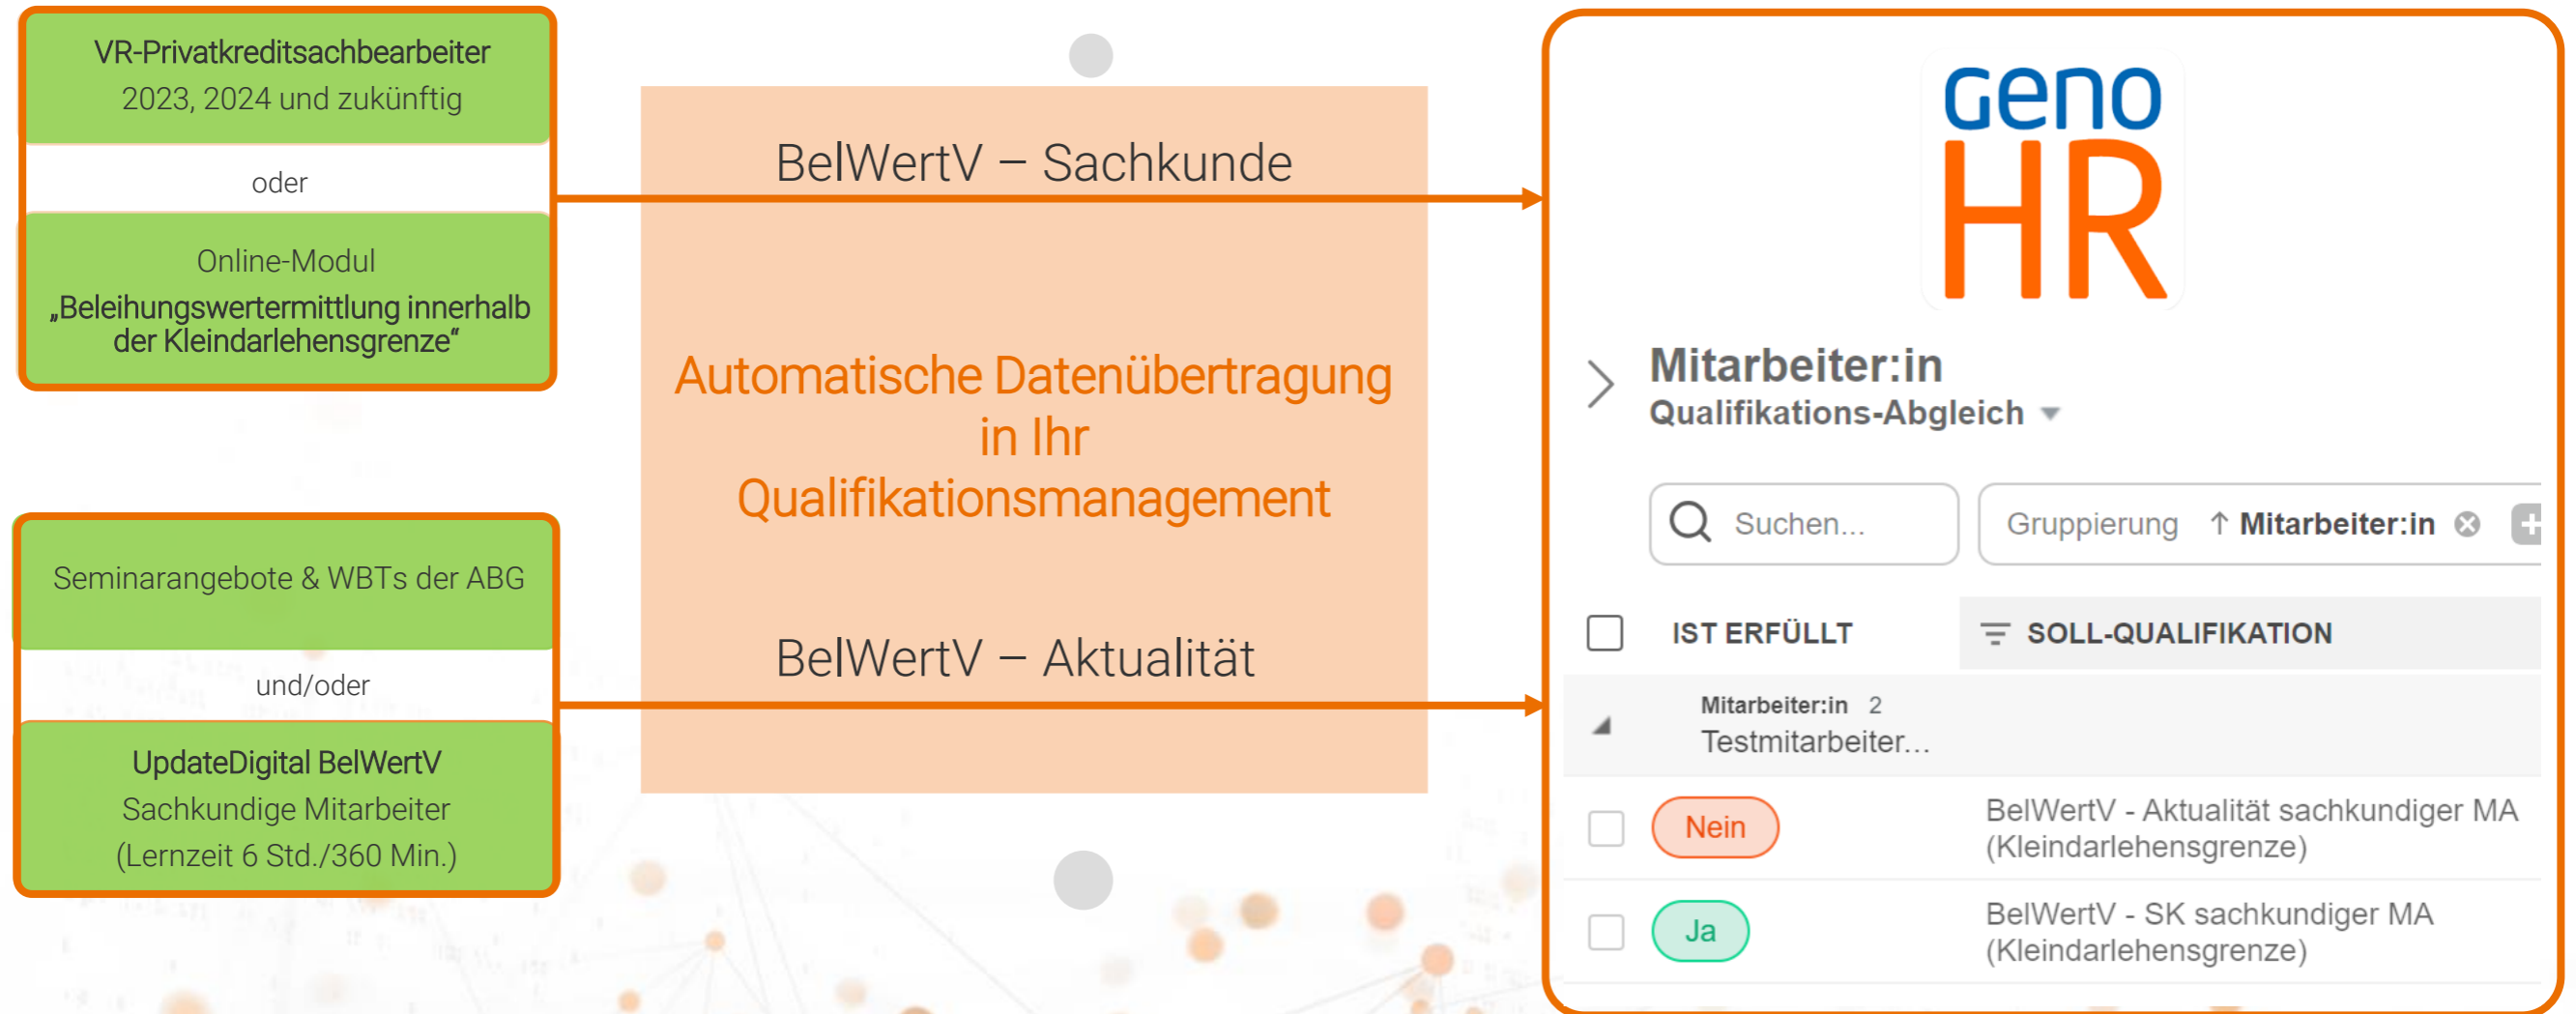 VR-Privatkreditsachbearbeiter
2023, 2024 und zukünftig
oder
Online-Modul
„Beleihungswertermittlung innerhalb
der Kleindarlehensgrenze“
Seminarangebote & WBTs der ABG
und/oder
UpdateDigital BelWertV
Sachkundige Mitarbeiter
(Lernzeit 6 Std./360 Min.)
BelWertV – Sachkunde
Automatische Datenübertragung
in Ihr
Qualifikationsmanagement
BelWertV – Aktualität
Geno
HR
Mitarbeiter:in
Qualifikations-Abgleich
Suchen...
Gruppierung ↑ Mitarbeiter:in
IST ERFÜLLT SOLL-QUALIFIKATION
Mitarbeiter:in 2
Testmitarbeiter...
Nein
BelWertV - Aktualität sachkundiger MA
(Kleindarlehensgrenze)
Ja
BelWertV - SK sachkundiger MA
(Kleindarlehensgrenze)